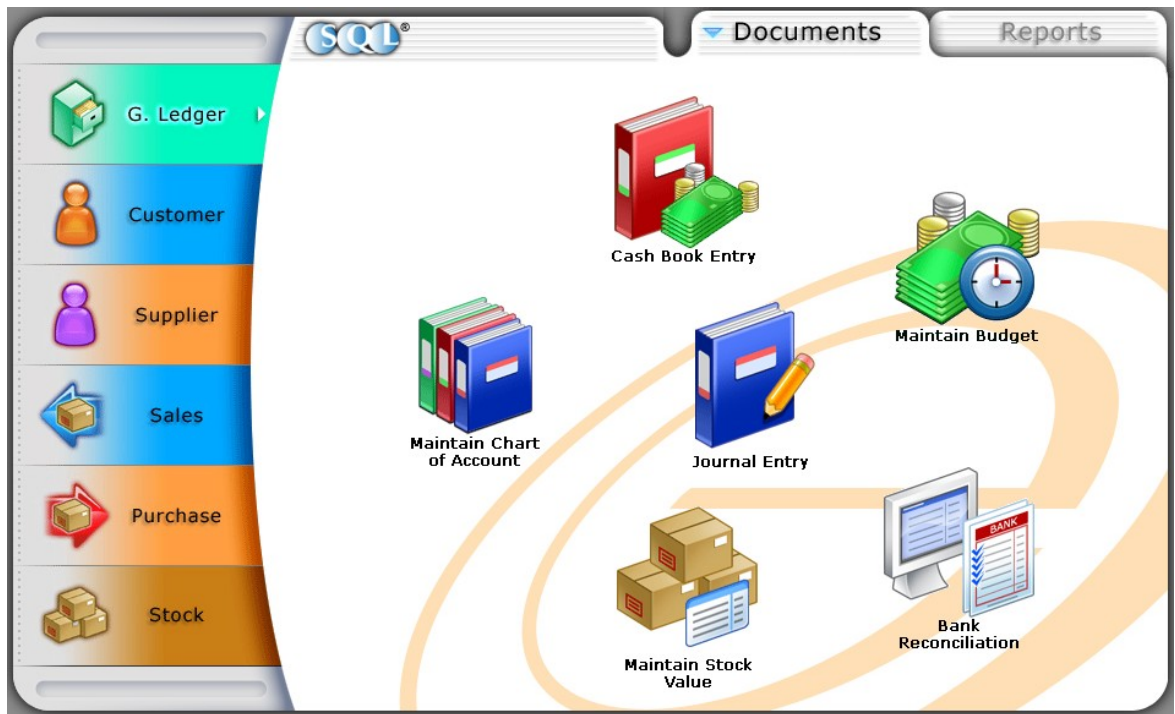 SQL®
Documents
Reports
G. Ledger
Customer
Supplier
Sales
Purchase
Stock
Cash Book Entry
Maintain Budget
Maintain Chart
of Account
Journal Entry
BANK
Bank
Reconciliation
Maintain Stock
Value